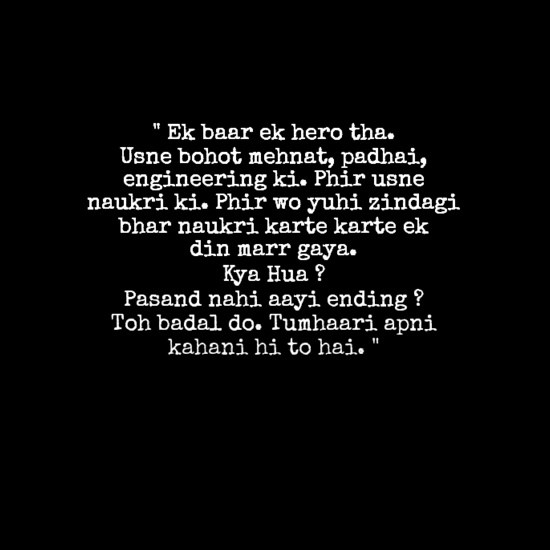 " Ek baar ek hero tha.
Usne bohot mehnat, padhai,
engineering ki. Phir usne
naukri ki. Phir wo yuhi zindagi
bhar naukri karte karte ek
din marr gaya.
Kya Hua ?
Pasand nahi aayi ending ?
Toh badal do. Tumhaari apni
kahani hi to hai. "